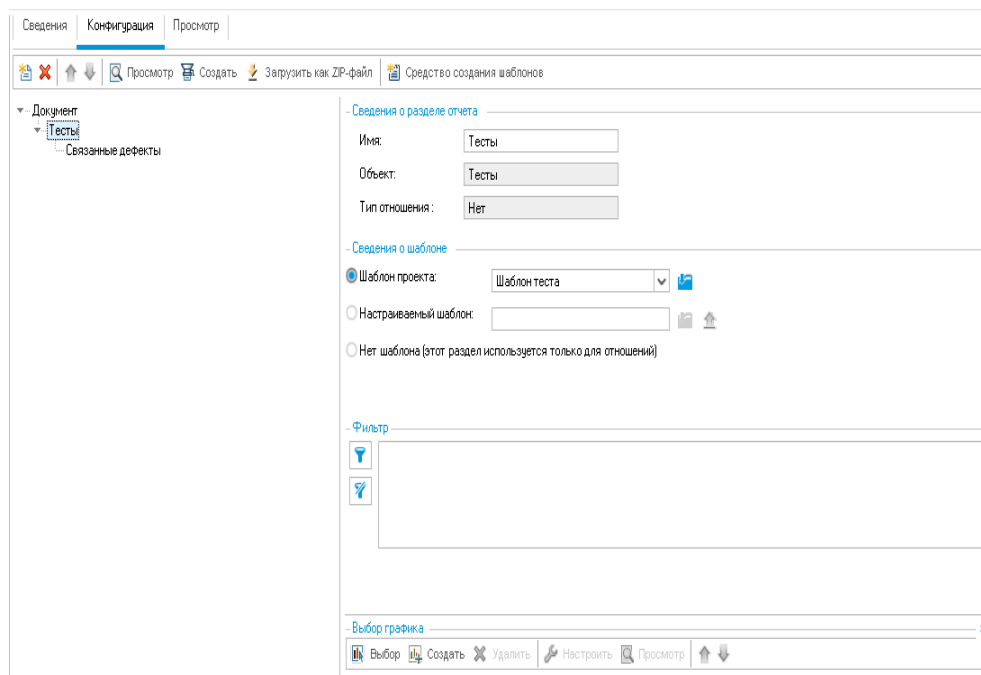 Сведения Конфигурация Просмотр
Просмотр Создать Загрузить как ZIP-файл Средство создания шаблонов
Документ
Тесты
Связанные дефекты
Сведения о разделе отчета
Имя: Тесты
Объект: Тесты
Тип отношения : Нет
Сведения о шаблоне
Шаблон проекта: Шаблон теста
Настраиваемый шаблон:
Нет шаблона (этот раздел используется только для отношений)
Фильтр
Выбор графика
Выбор Создать Удалить Настроить Просмотр